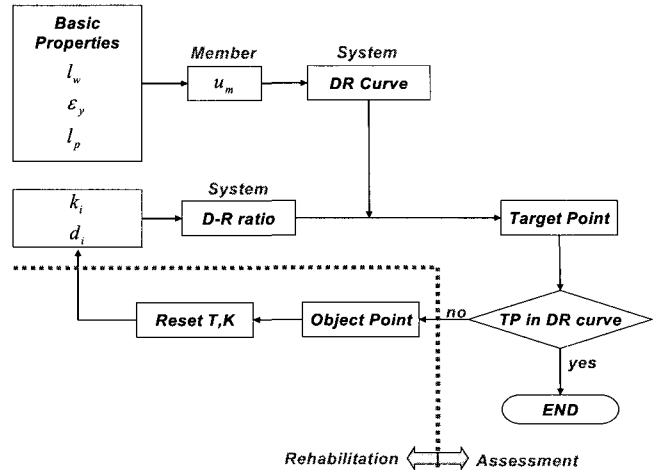 Basic
Properties
l_w
ε_y
l_p
Member
u_m
System
DR Curve
k_i
d_i
System
D-R ratio
Target Point
Reset T,K
Object Point
no
TP in DR curve
yes
END
Rehabilitation
Assessment